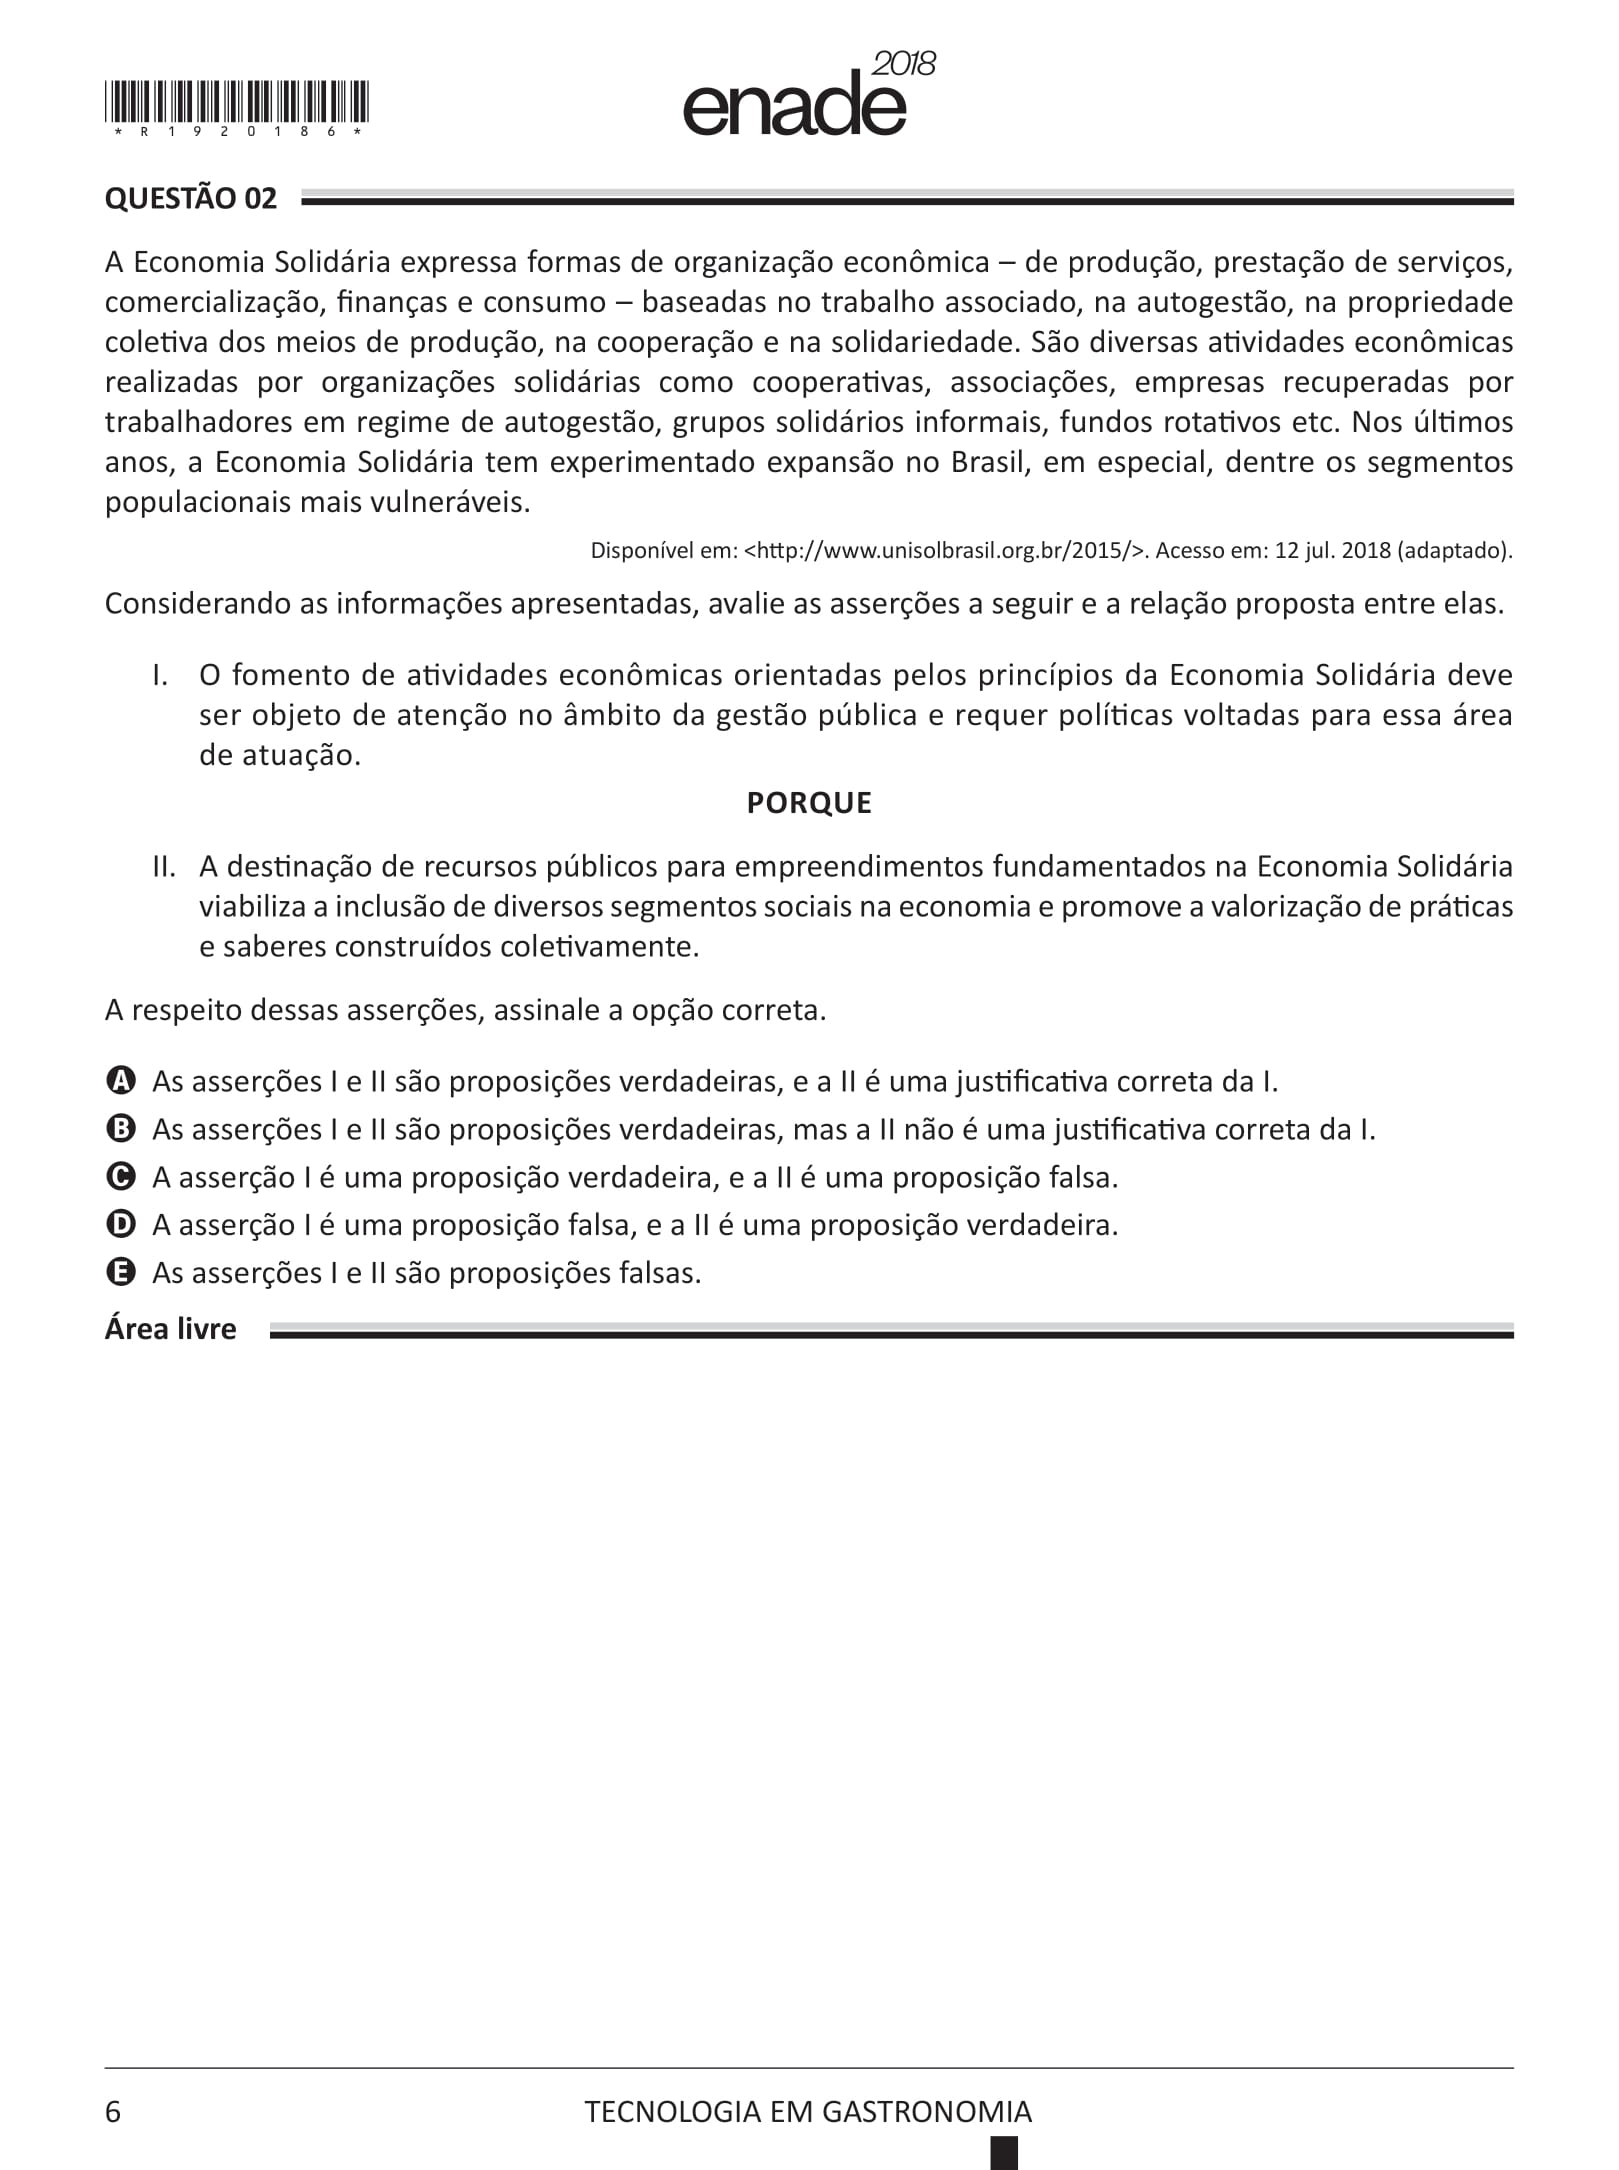 enade 2018
*R1920186*
QUESTÃO 02
A Economia Solidária expressa formas de organização econômica – de produção, prestação de serviços,
comercialização, finanças e consumo – baseadas no trabalho associado, na autogestão, na propriedade
coletiva dos meios de produção, na cooperação e na solidariedade. São diversas atividades econômicas
realizadas por organizações solidárias como cooperativas, associações, empresas recuperadas por
trabalhadores em regime de autogestão, grupos solidários informais, fundos rotativos etc. Nos últimos
anos, a Economia Solidária tem experimentado expansão no Brasil, em especial, dentre os segmentos
populacionais mais vulneráveis.
Disponível em: <http://www.unisolbrasil.org.br/2015/>. Acesso em: 12 jul. 2018 (adaptado).
Considerando as informações apresentadas, avalie as asserções a seguir e a relação proposta entre elas.
I. O fomento de atividades econômicas orientadas pelos princípios da Economia Solidária deve
ser objeto de atenção no âmbito da gestão pública e requer políticas voltadas para essa área
de atuação.
PORQUE
II. A destinação de recursos públicos para empreendimentos fundamentados na Economia Solidária
viabiliza a inclusão de diversos segmentos sociais na economia e promove a valorização de práticas
e saberes construídos coletivamente.
A respeito dessas asserções, assinale a opção correta.
A As asserções I e II são proposições verdadeiras, e a II é uma justificativa correta da I.
B As asserções I e II são proposições verdadeiras, mas a II não é uma justificativa correta da I.
C A asserção I é uma proposição verdadeira, e a II é uma proposição falsa.
D A asserção I é uma proposição falsa, e a II é uma proposição verdadeira.
E As asserções I e II são proposições falsas.
Área livre
6 TECNOLOGIA EM GASTRONOMIA